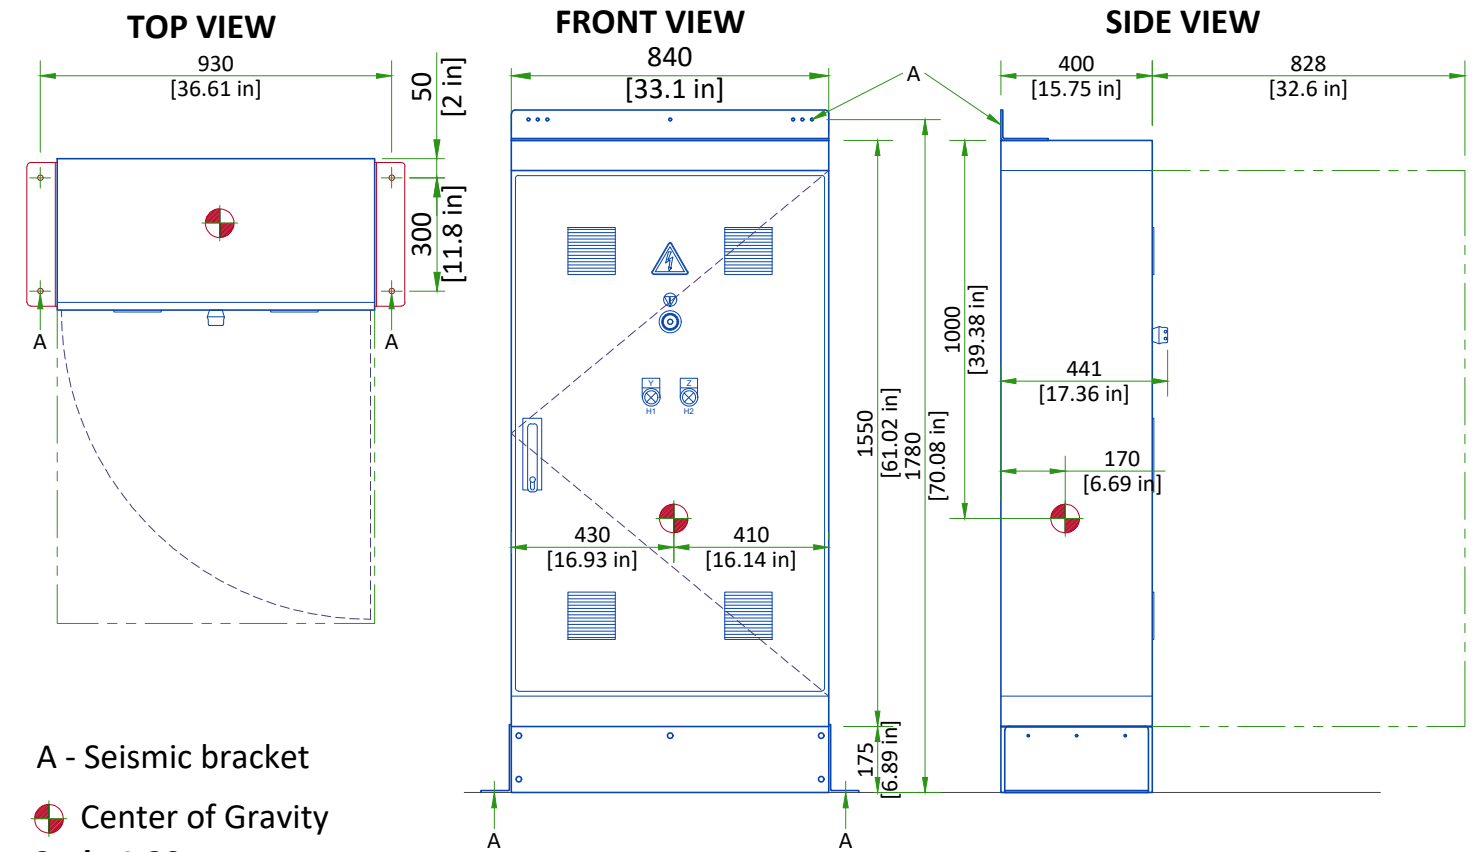 TOP VIEW
930
[36.61 in]
50
[2 in]
300
[11.8 in]
A
A
FRONT VIEW
840
[33.1 in]
A
Y
Z
H1
H2
430
[16.93 in]
410
[16.14 in]
1550
[61.02 in]
1780
[70.08 in]
175
[6.89 in]
A
A
SIDE VIEW
400
[15.75 in]
828
[32.6 in]
1000
[39.38 in]
441
[17.36 in]
170
[6.69 in]
A - Seismic bracket
Center of Gravity